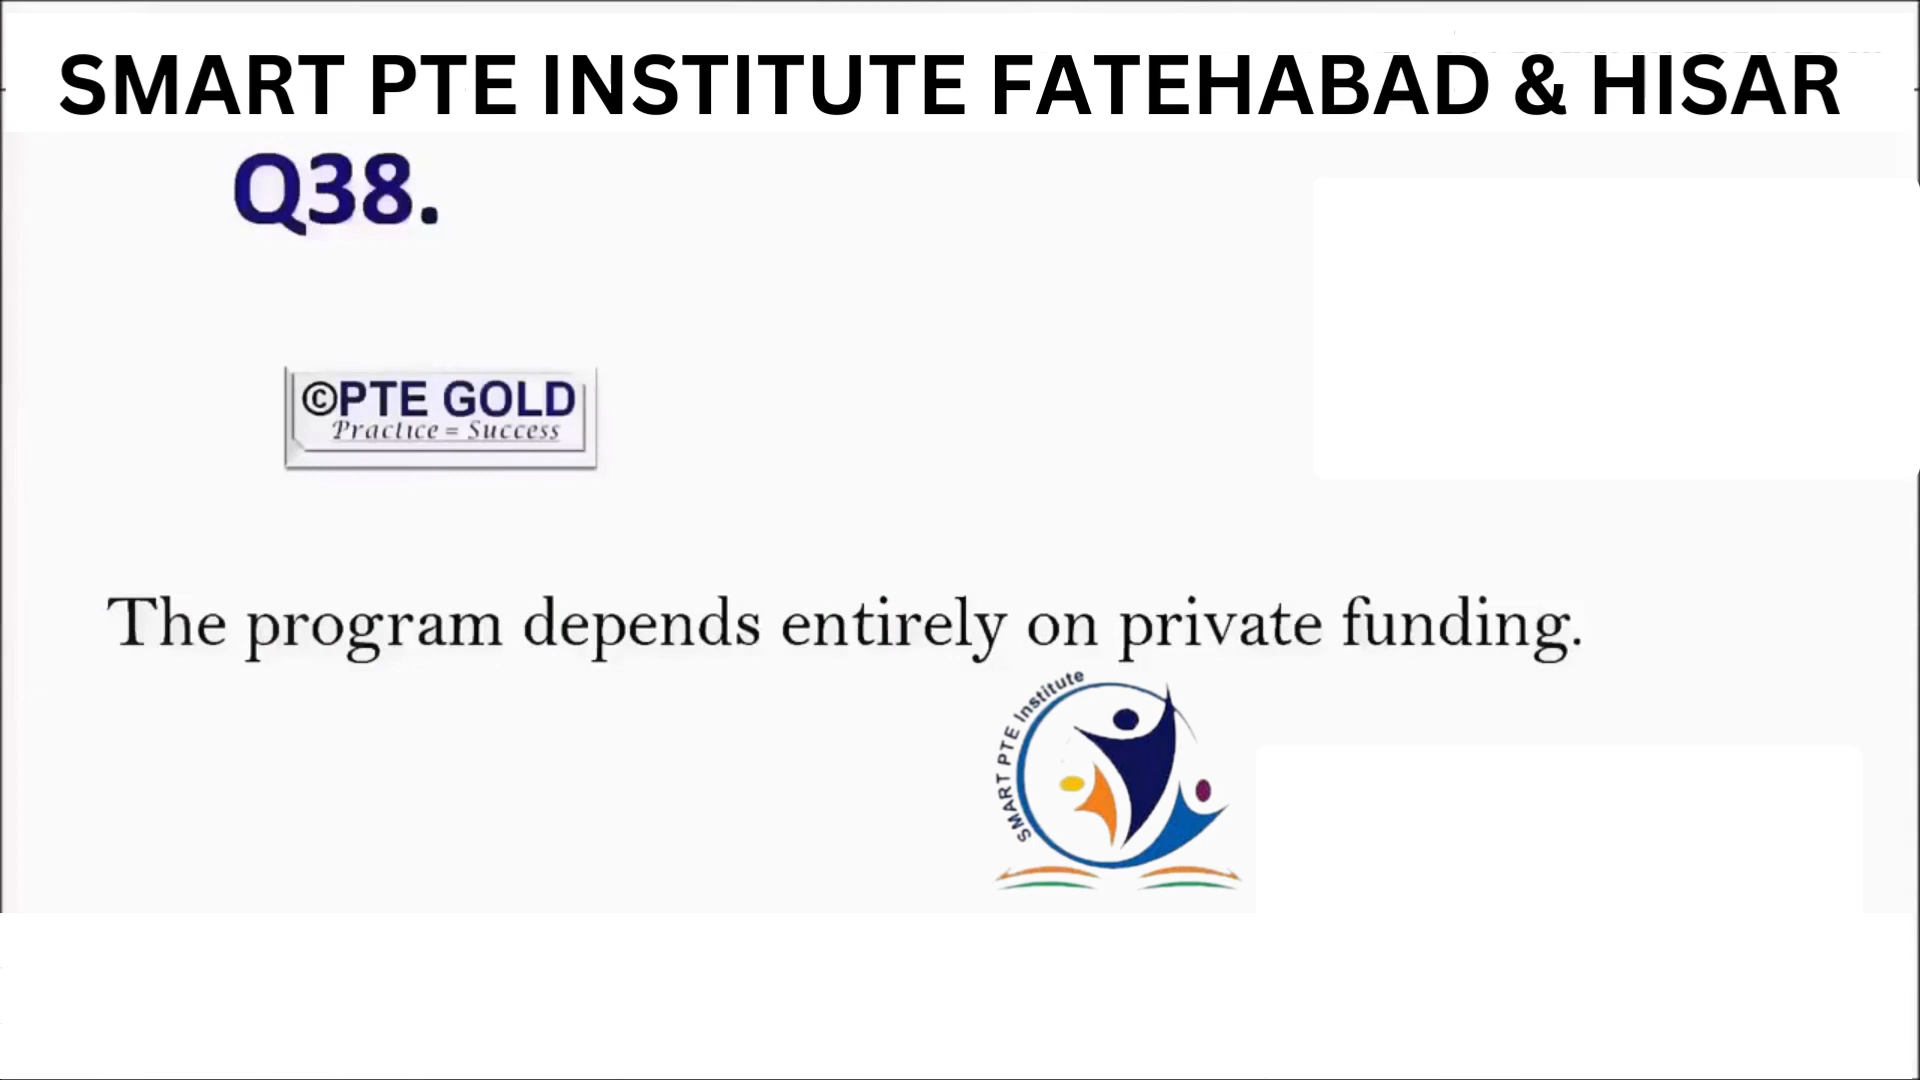 SMART PTE INSTITUTE FATEHABAD & HISAR
Q38.
©PTE GOLD
Practice = Success
The program depends entirely on private funding.
SMART PTE Institute